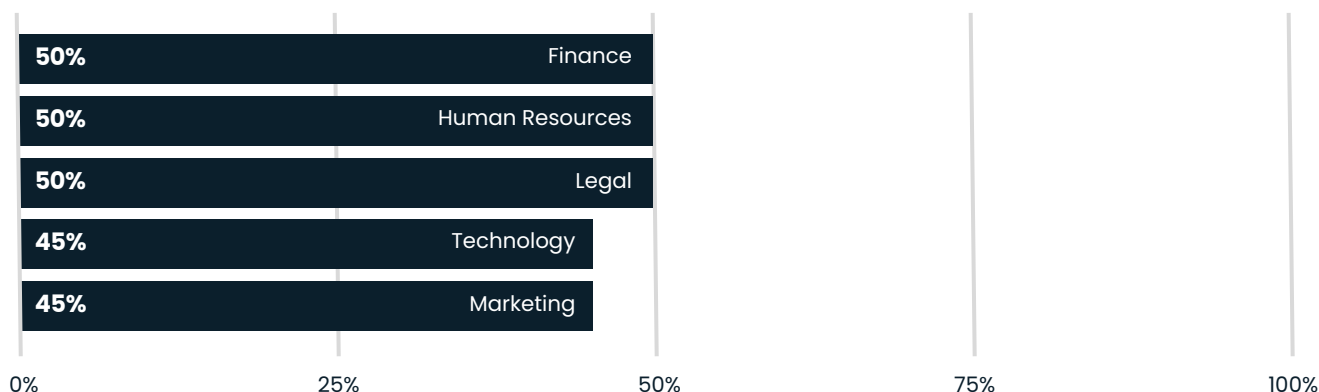 50% Finance
50% Human Resources
50% Legal
45% Technology
45% Marketing
0% 25% 50% 75% 100%